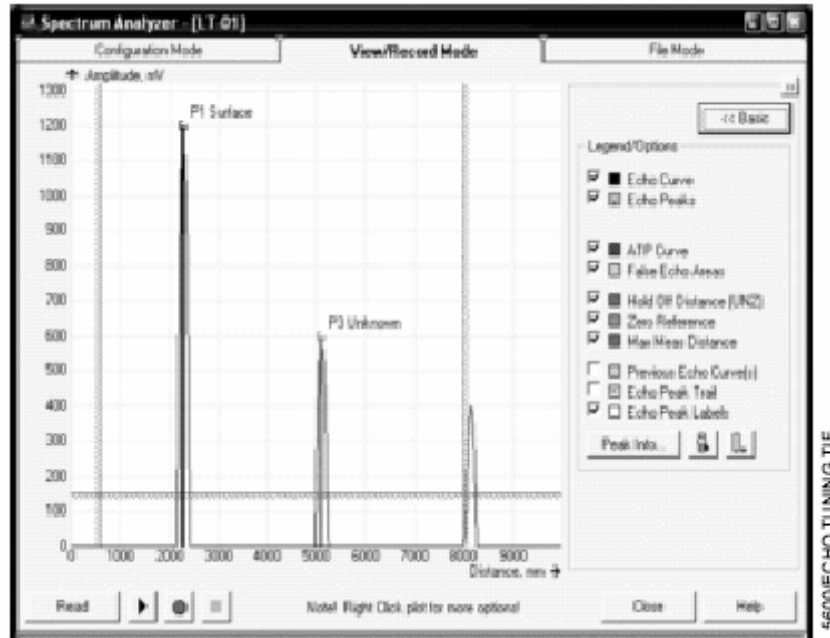 Spectrum Analyzer - [LT-01]
Configuration Mode
View/Record Mode
File Mode
Amplitude, mV
1300
1200
1100
1000
900
800
700
600
500
400
300
200
100
0
P1 Surface
P3 Unknown
0 1000 2000 3000 4000 5000 6000 7000 8000 9000
Distance, mm
<< Basic
Legend/Options
Echo Curve
Echo Peaks
ATP Curve
False Echo Areas
Hold Off Distance (UNZ)
Zero Reference
Max Meas Distance
Previous Echo Curve(s)
Echo Peak Trail
Echo Peak Labels
Peak Info...
Read
Note!! Right Click plot for more options!
Close
Help
5600/ECHO TUNING.TIF